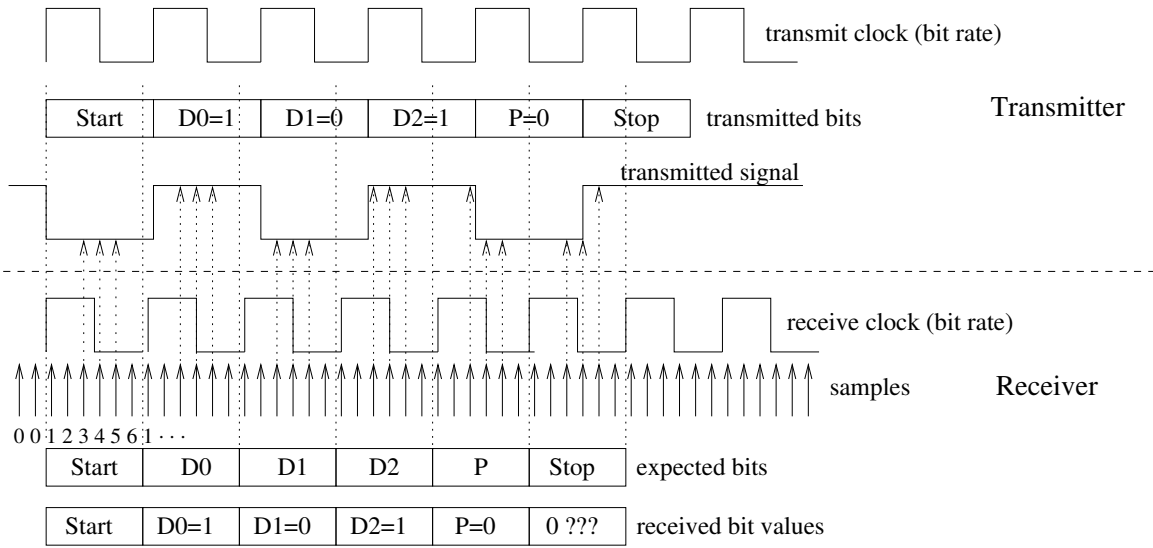 transmit clock (bit rate)
Start D0=1 D1=0 D2=1 P=0 Stop transmitted bits
Transmitter
transmitted signal
receive clock (bit rate)
samples
Receiver
0 0 1 2 3 4 5 6 1 · · ·
Start D0 D1 D2 P Stop expected bits
Start D0=1 D1=0 D2=1 P=0 0 ??? received bit values